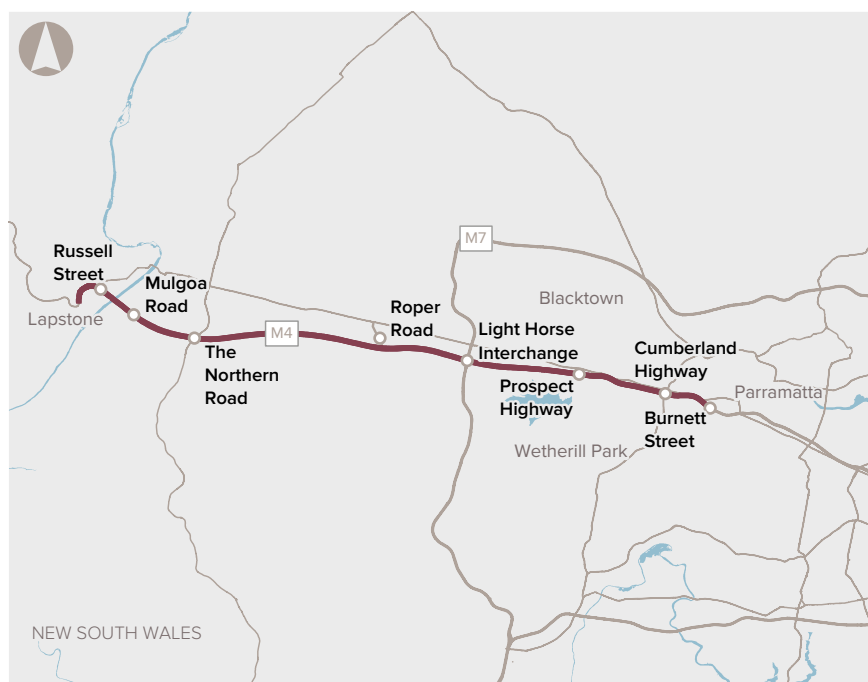 M7
Russell
Street
Mulgoa
Road
Lapstone
Blacktown
Roper
Road
M4
Light Horse
Interchange
The
Northern
Road
Cumberland
Highway
Prospect
Highway
Parramatta
Burnett
Street
Wetherill Park
NEW SOUTH WALES